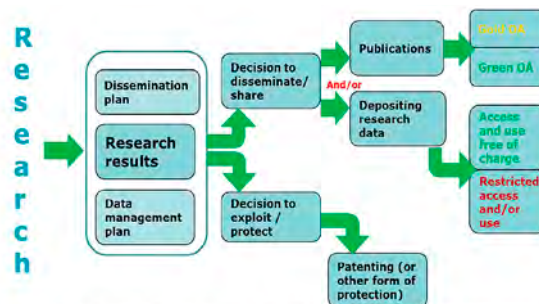 Research
Dissemination
plan
Research
results
Data
management
plan
Decision to
disseminate/
share
Decision to
exploit /
protect
And/or
Publications
Depositing
research
data
Patenting (or
other form of
protection)
Gold OA
Green OA
Access
and use
free of
charge
Restricted
access
and/or
use